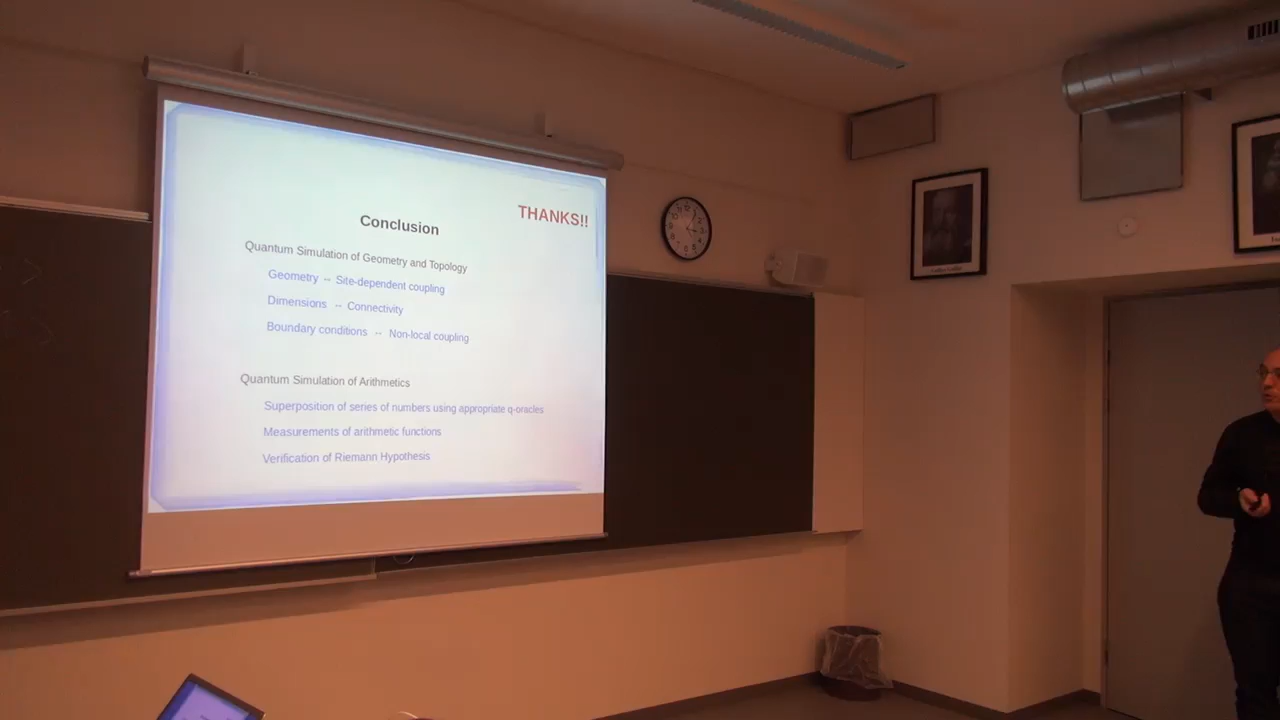 THANKS!!
Conclusion
Quantum Simulation of Geometry and Topology
Geometry ↔ Site-dependent coupling
Dimensions ↔ Connectivity
Boundary conditions ↔ Non-local coupling
Quantum Simulation of Arithmetics
Superposition of series of numbers using appropriate q-oracles
Measurements of arithmetic functions
Verification of Riemann Hypothesis